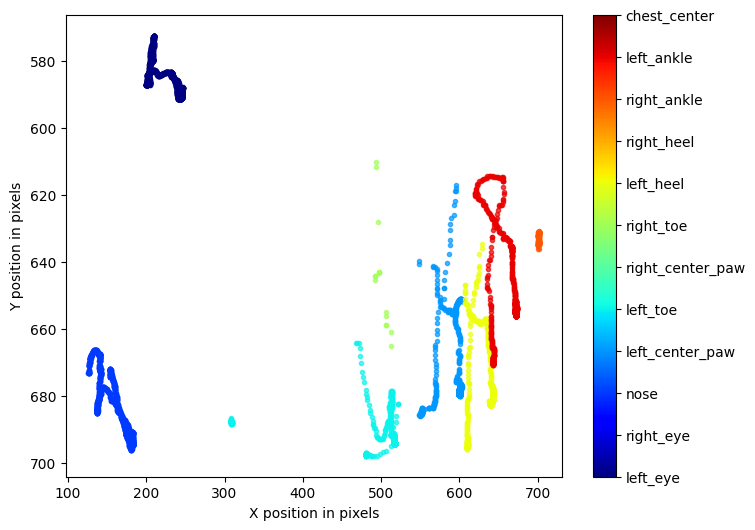 580
600
620
640
660
680
700
100
200
300
400
500
600
700
X position in pixels
Y position in pixels
chest_center
left_ankle
right_ankle
right_heel
left_heel
right_toe
right_center_paw
left_toe
left_center_paw
nose
right_eye
left_eye